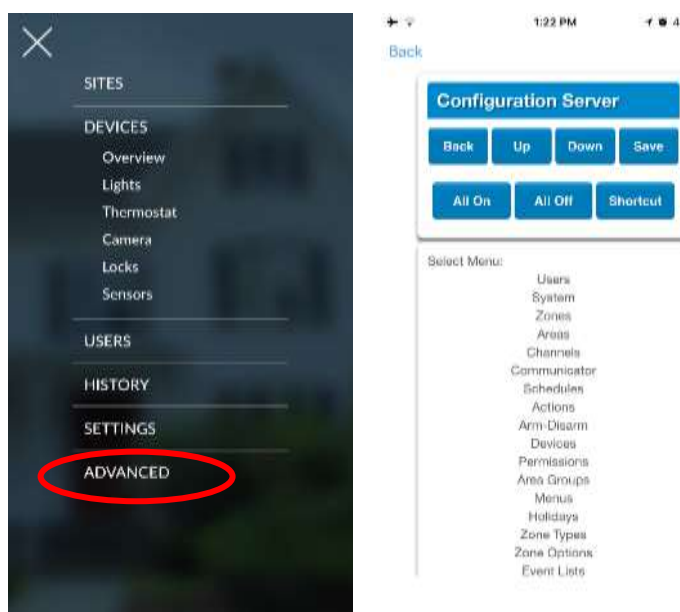 SITES
DEVICES
Overview
Lights
Thermostat
Camera
Locks
Sensors
USERS
HISTORY
SETTINGS
ADVANCED
1:22 PM
4
Back
Configuration Server
Back Up Down Save
All On All Off Shortcut
Select Menu:
Users
System
Zones
Areas
Channels
Communicator
Schedules
Actions
Arm-Disarm
Devices
Permissions
Area Groups
Menus
Holidays
Zone Types
Zone Options
Event Lists